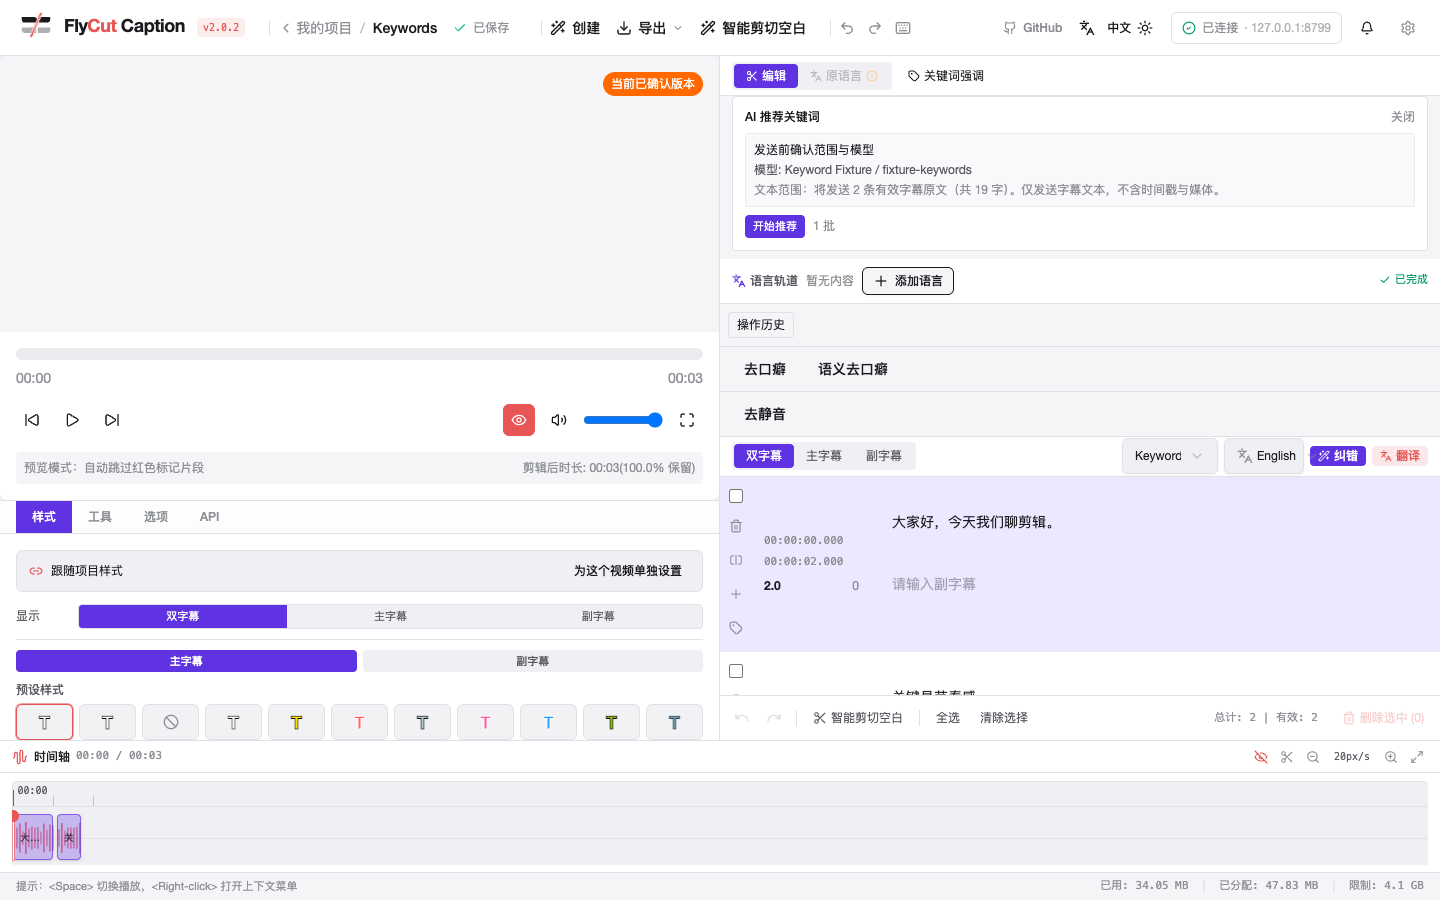 FlyCut Caption v2.0.2 我的项目 / Keywords 已保存 创建 导出 智能剪切空白 GitHub 中文 已连接 · 127.0.0.1:8799
当前已确认版本
00:00 00:03
预览模式：自动跳过红色标记片段 剪辑后时长: 00:03(100.0% 保留)
样式 工具 选项 API
跟随项目样式 为这个视频单独设置
显示 双字幕 主字幕 副字幕
主字幕 副字幕
预设样式
T T T T T T T T T T
编辑 原语言 关键词强调
AI 推荐关键词 关闭
发送前确认范围与模型
模型: Keyword Fixture / fixture-keywords
文本范围：将发送 2 条有效字幕原文（共 19 字）。仅发送字幕文本，不含时间戳与媒体。
开始推荐 1 批
语言轨道 暂无内容 添加语言 已完成
操作历史
去口癖 语义去口癖
去静音
双字幕 主字幕 副字幕 Keyword English 纠错 翻译
大家好，今天我们聊剪辑。
00:00:00.000
00:00:02.000
2.0 0 请输入副字幕
关键是节奏感
智能剪切空白 全选 清除选择 总计: 2 | 有效: 2 删除选中 (0)
时间轴 00:00 / 00:03 20px/s
00:00
大... 关
提示：<Space> 切换播放，<Right-click> 打开上下文菜单 已用: 34.05 MB 已分配: 47.83 MB 限制: 4.1 GB